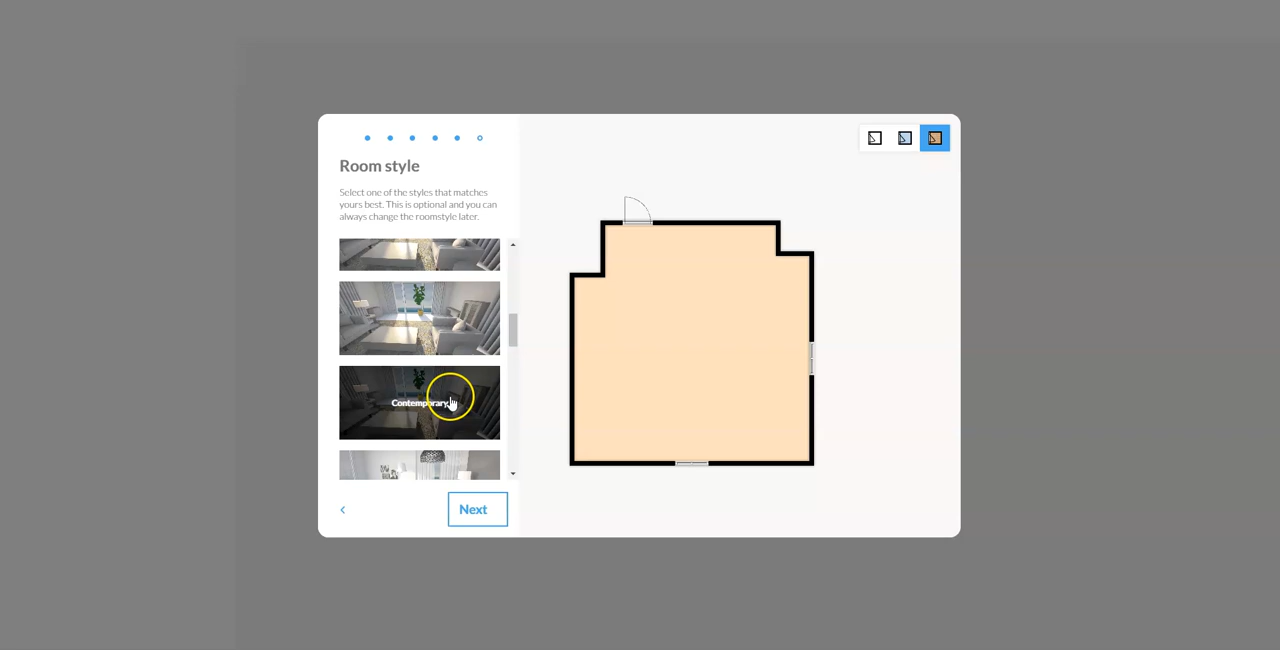 Room style
Select one of the styles that matches
yours best. This is optional and you can
always change the roomstyle later.
Contemporary
Next